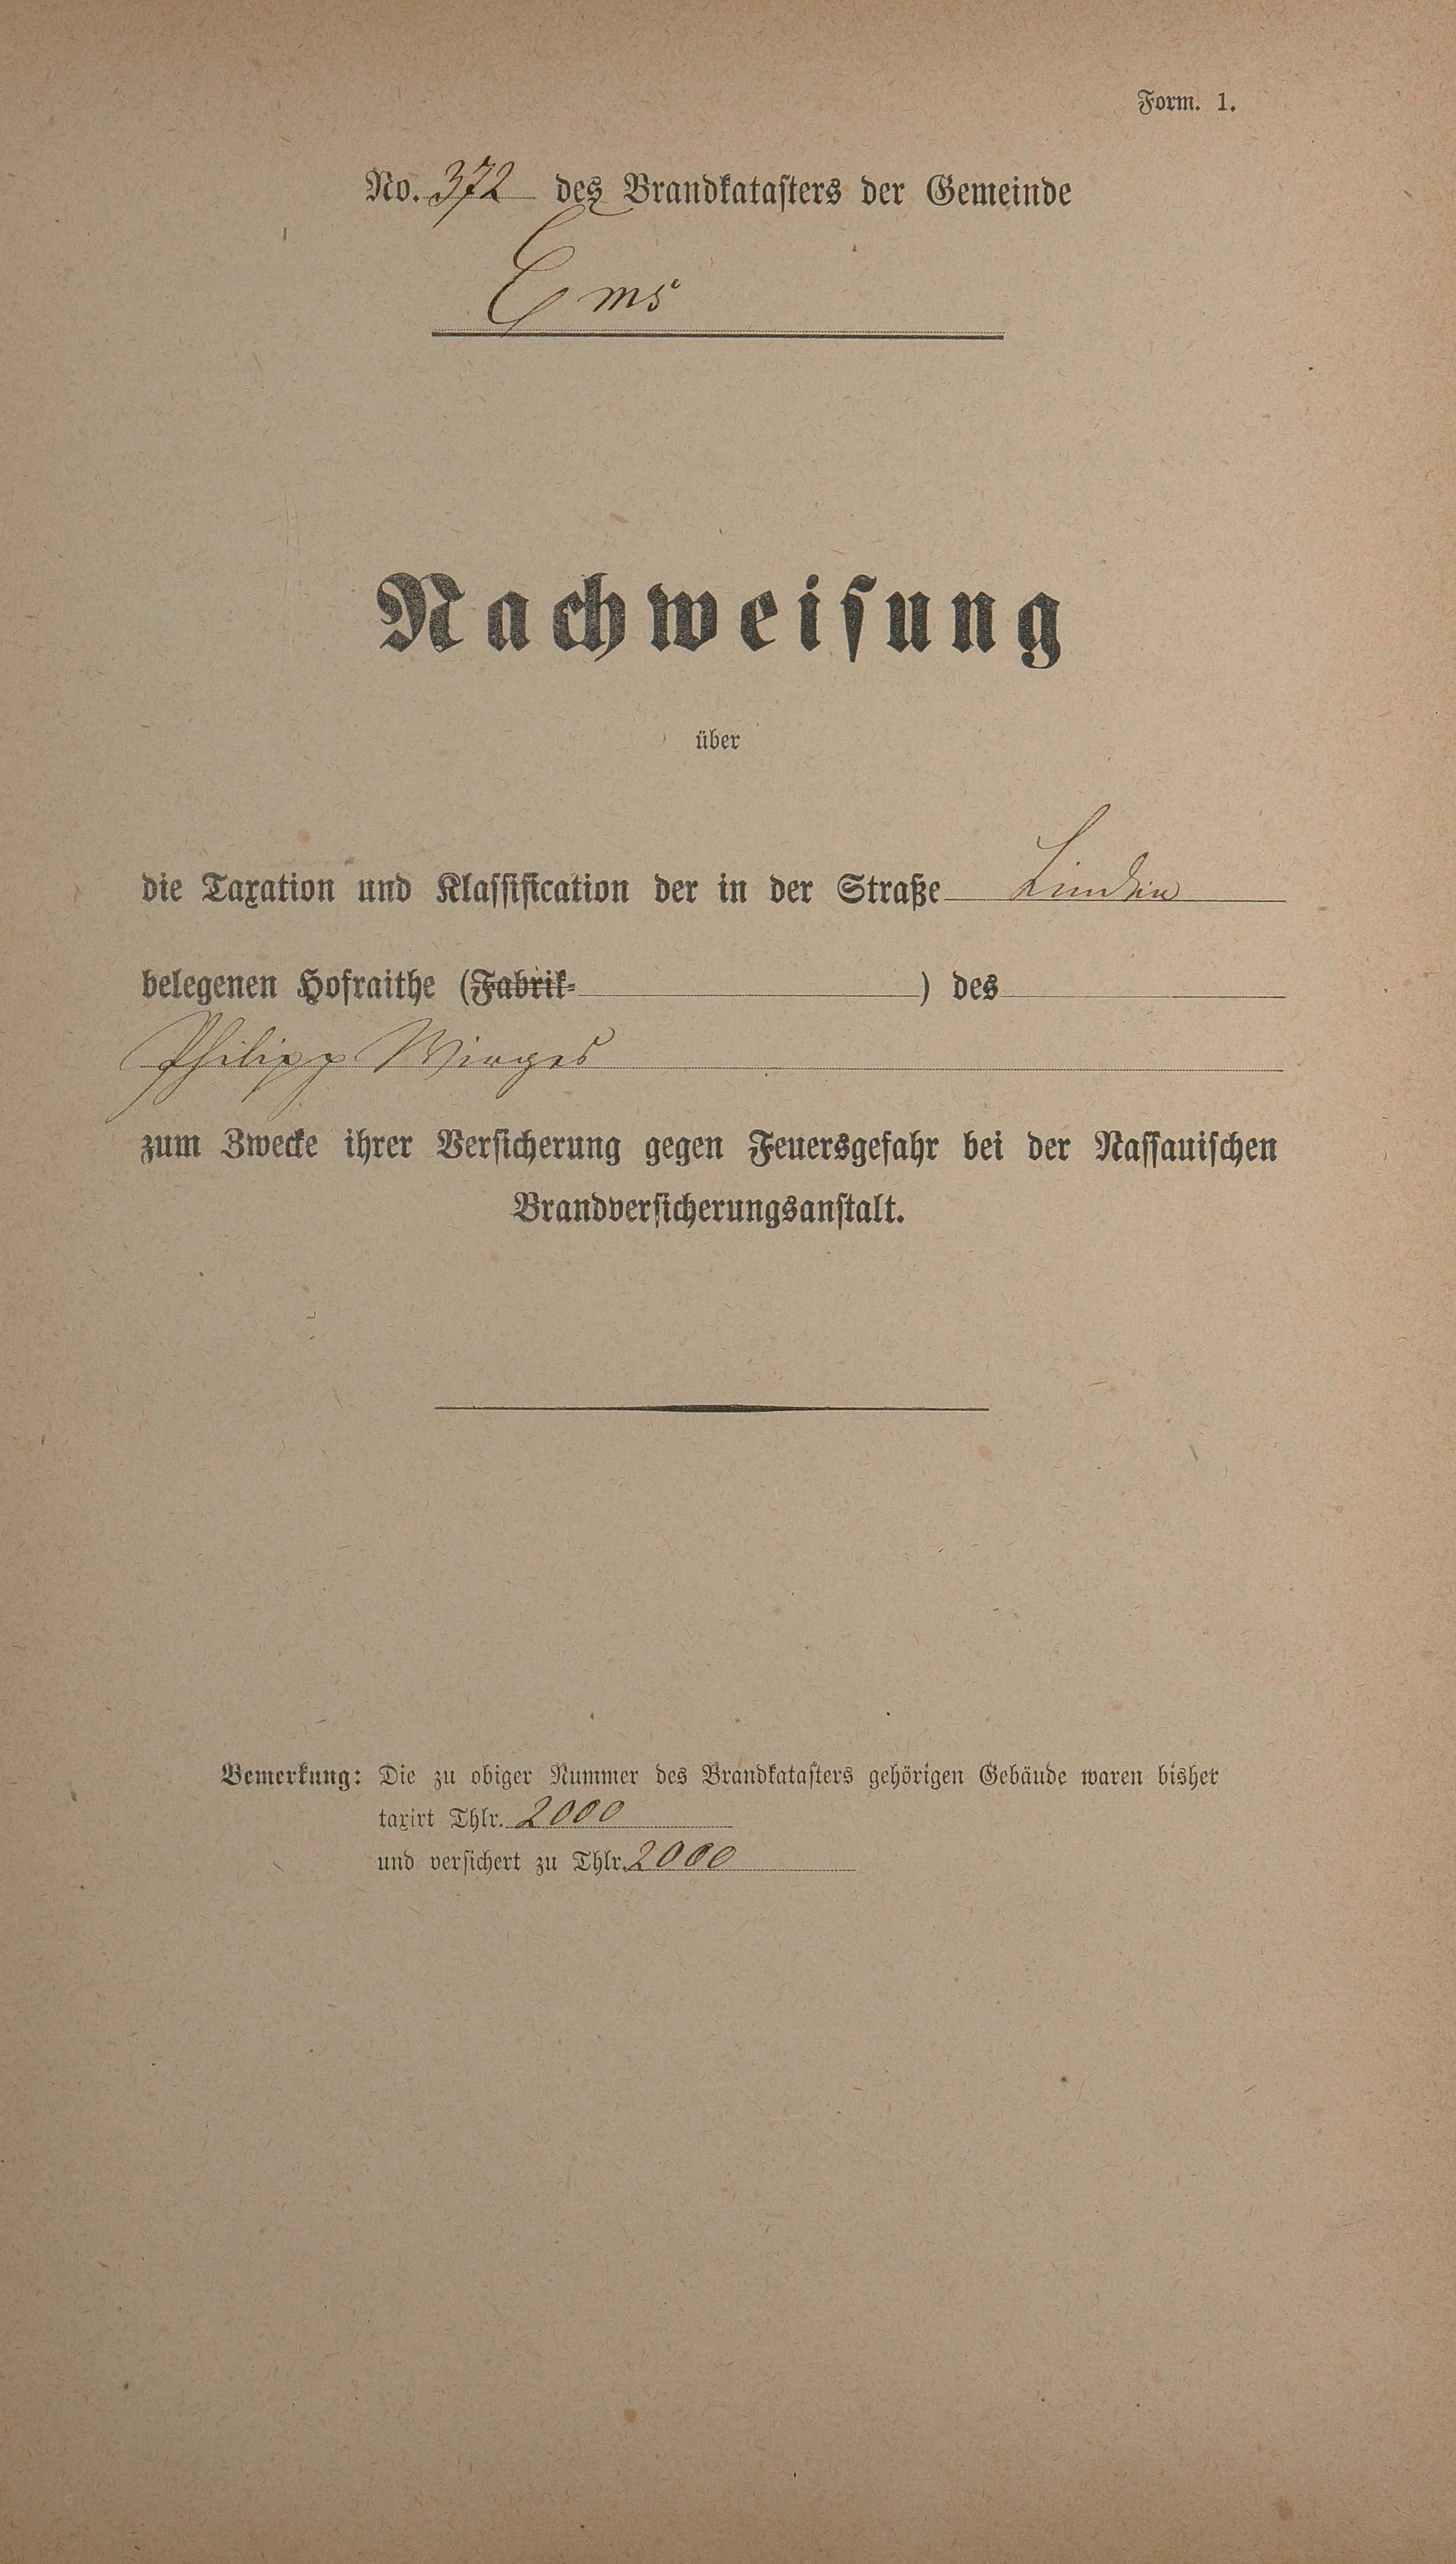 Form. 1.
No. 372 des Brandkatasters der Gemeinde
Ems
Nachweisung
über
die Taxation und Klassification der in der Straße Linden
belegenen Hofraithe (Fabrik- ) des
Philipp Wirges
zum Zwecke ihrer Versicherung gegen Feuersgefahr bei der Nassauischen
Brandversicherungsanstalt.
Bemerkung: Die zu obiger Nummer des Brandkatasters gehörigen Gebäude waren bisher
taxirt Thlr. 2000
und versichert zu Thlr. 2000